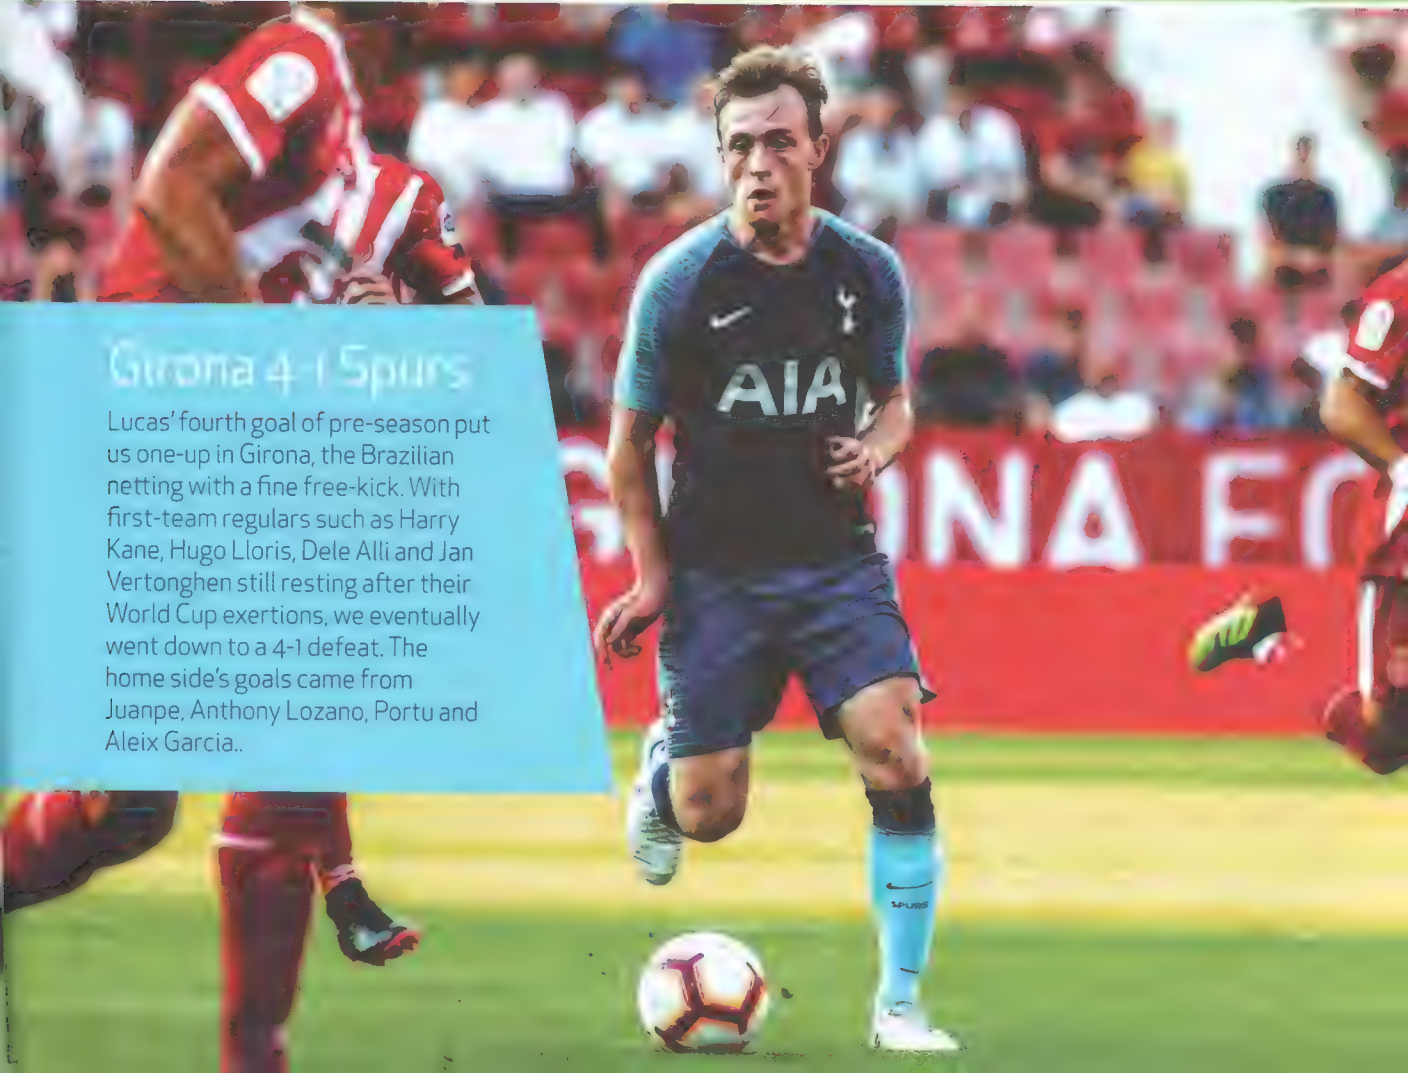 Girona 4-1 Spurs
Lucas' fourth goal of pre-season put
us one-up in Girona, the Brazilian
netting with a fine free-kick. With
first-team regulars such as Harry
Kane, Hugo Lloris, Dele Alli and Jan
Vertonghen still resting after their
World Cup exertions, we eventually
went down to a 4-1 defeat. The
home side's goals came from
Juanpe, Anthony Lozano, Portu and
Aleix Garcia..
AIA
G ONA FC
SPURS